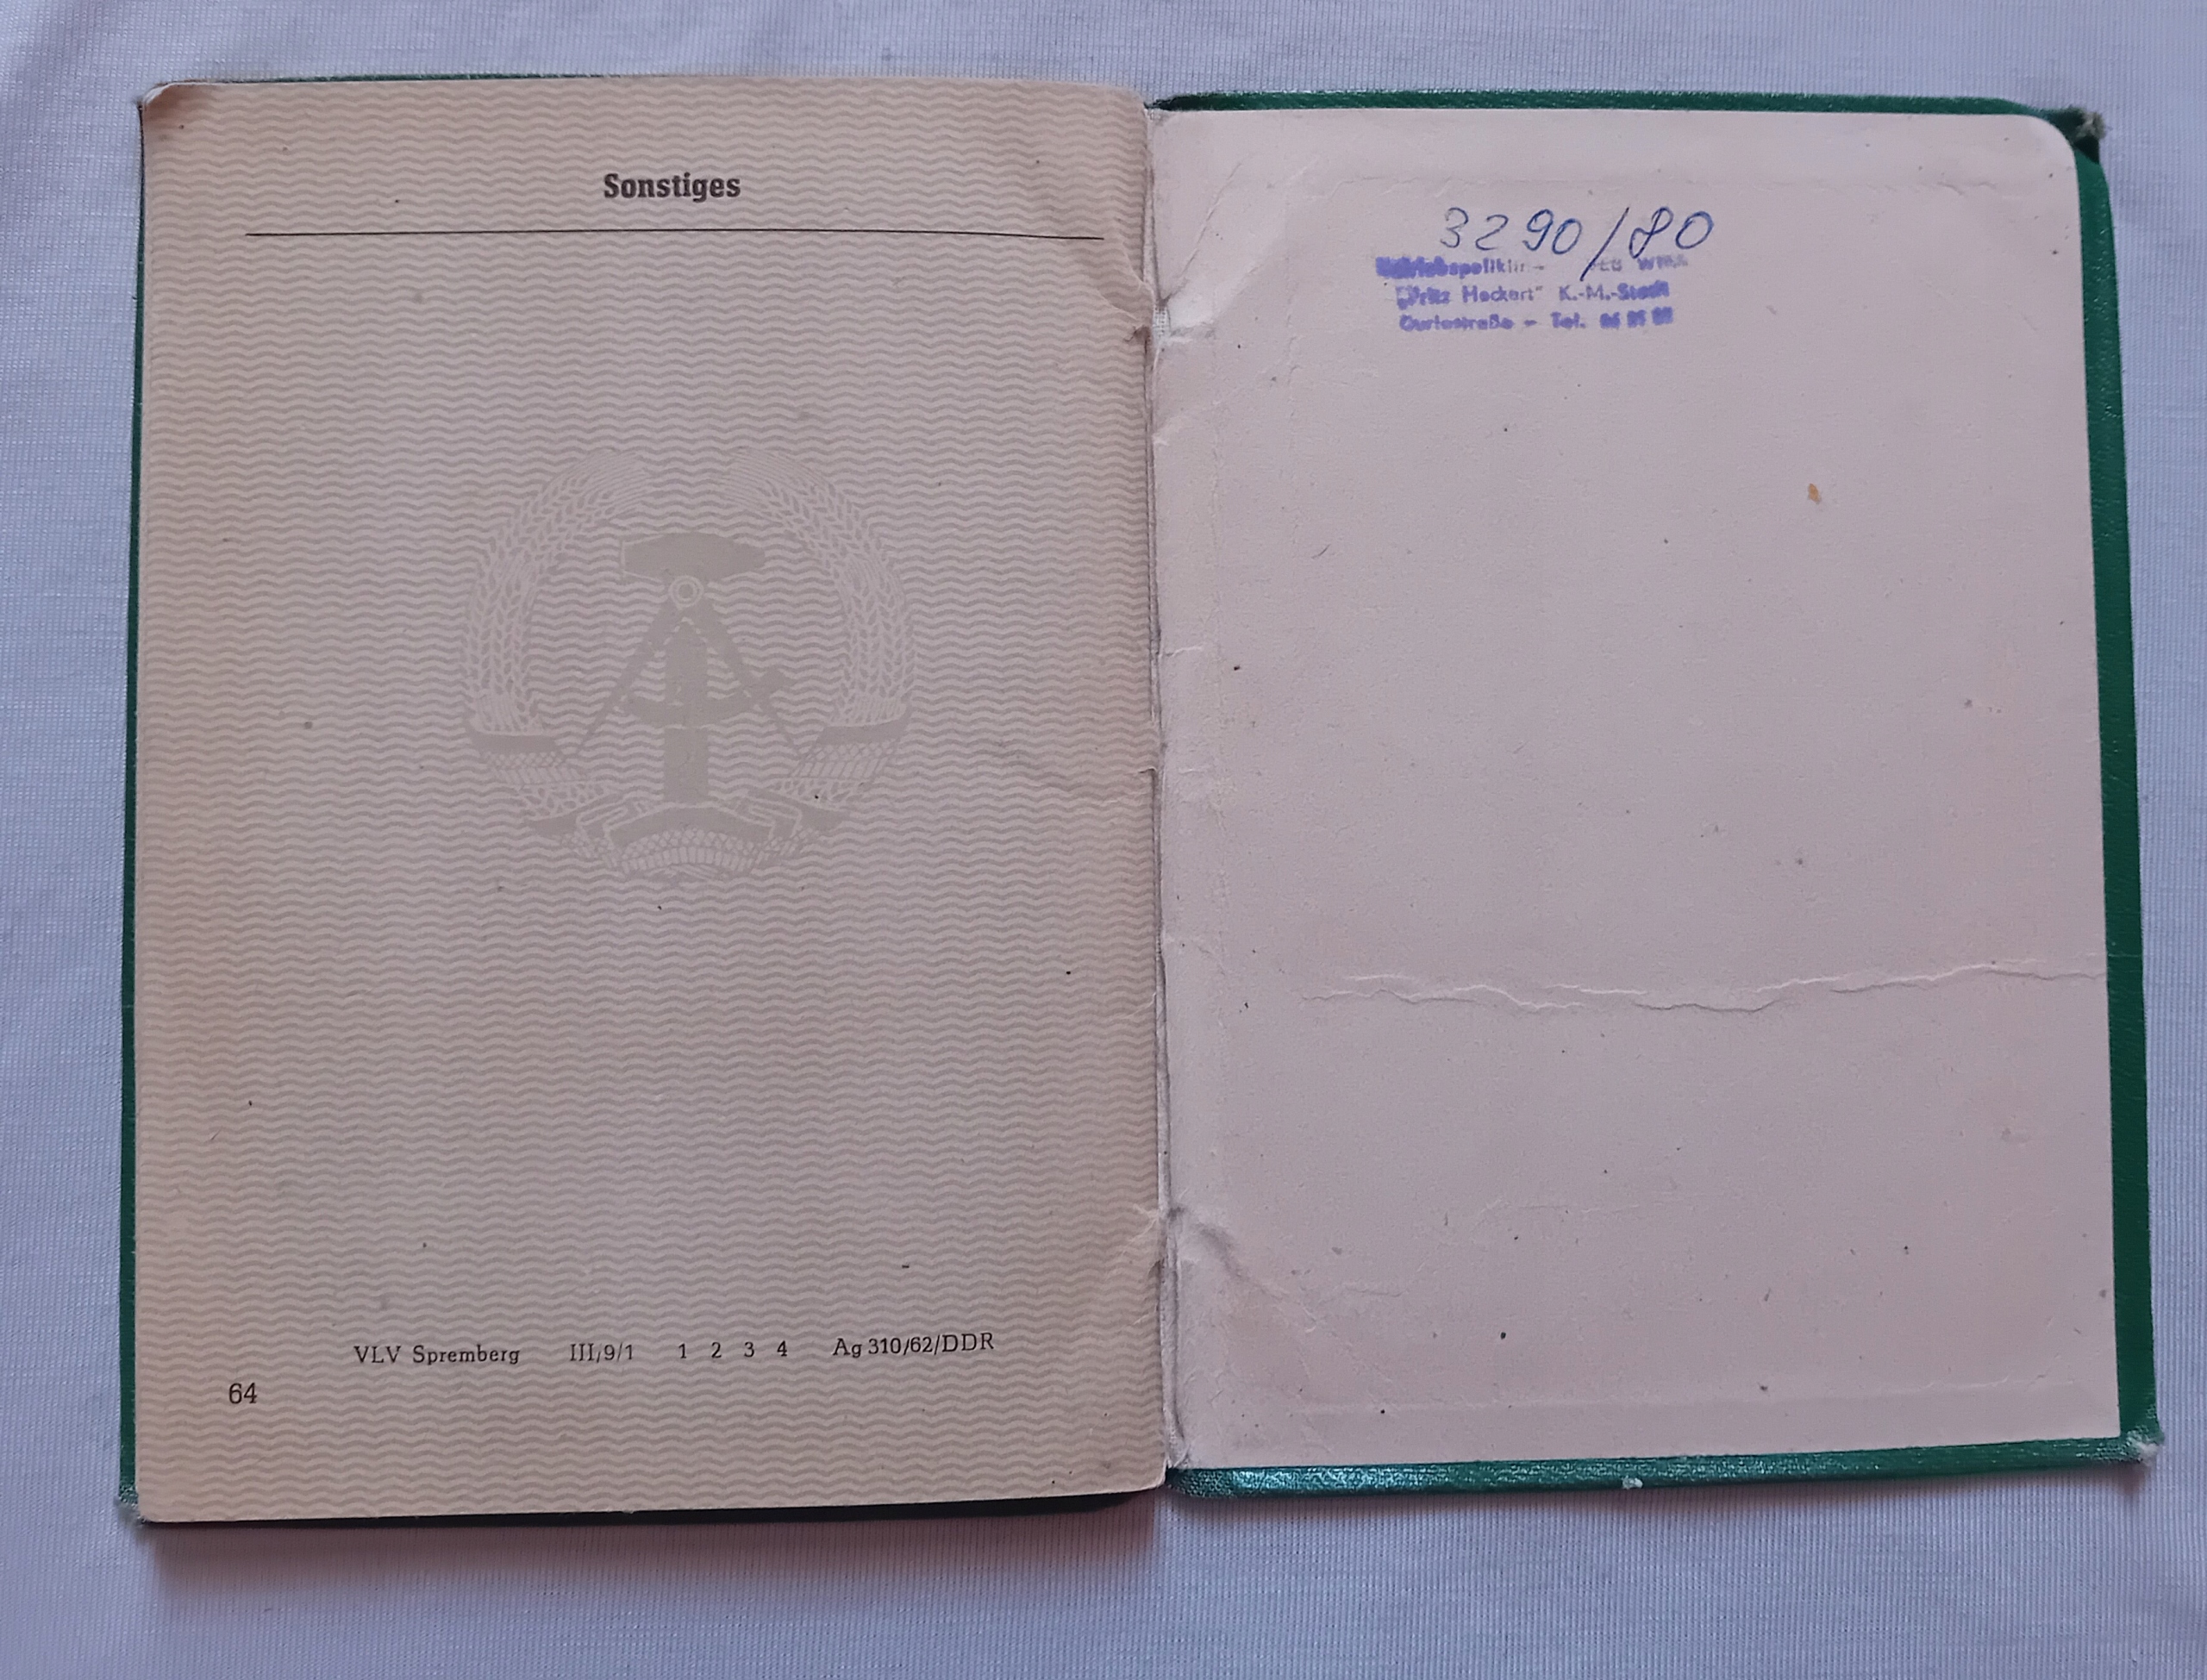 Sonstiges
VLV Spremberg III/9/1 1 2 3 4 Ag 310/62/DDR
64
3290/80
"Fritz Heckert" K.-M.-Stadt
Tel.